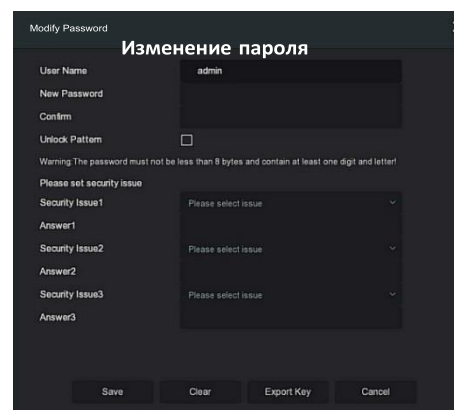 Modify Password
Изменение пароля
User Name admin
New Password
Confirm
Unlock Pattern
Warning:The password must not be less than 8 bytes and contain at least one digit and letter!
Please set security issue
Security Issue1 Please select issue
Answer1
Security Issue2 Please select issue
Answer2
Security Issue3 Please select issue
Answer3
Save Clear Export Key Cancel